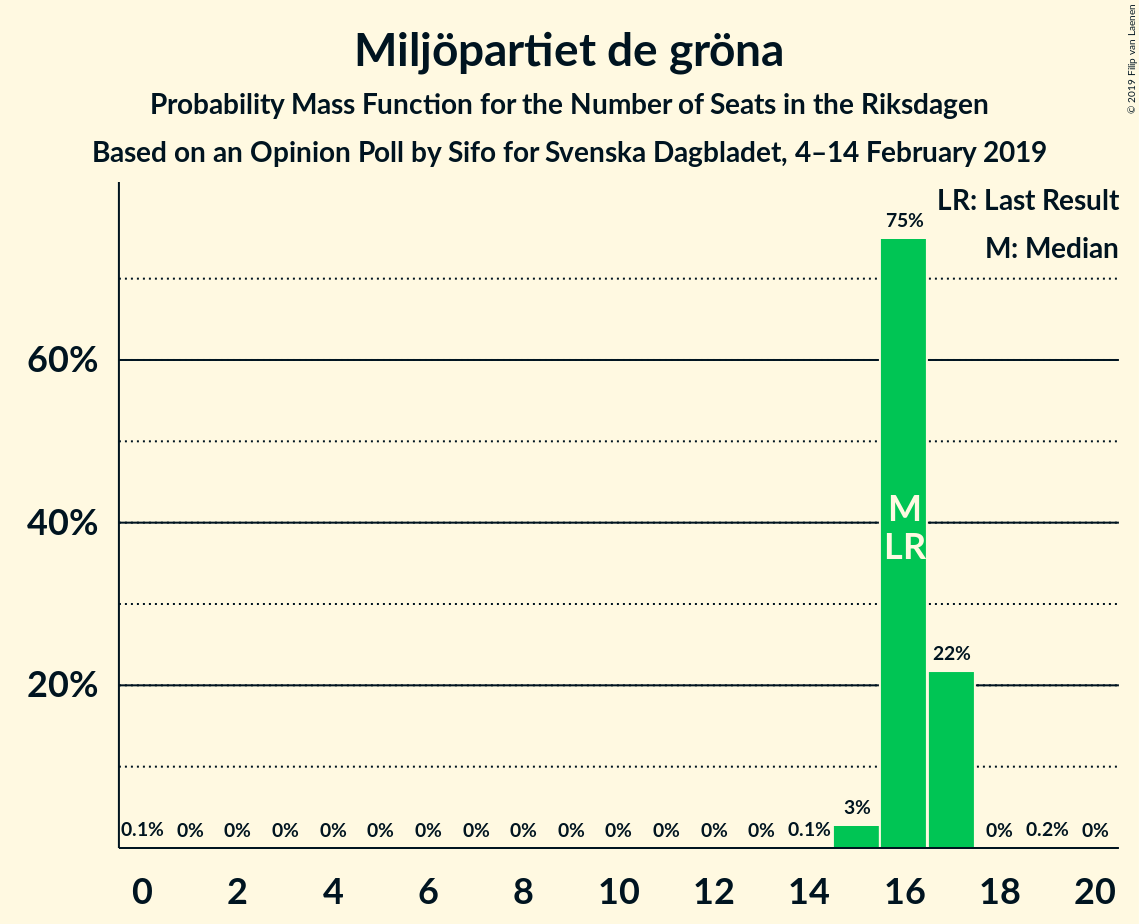 Miljöpartiet de gröna
Probability Mass Function for the Number of Seats in the Riksdagen
Based on an Opinion Poll by Sifo for Svenska Dagbladet, 4–14 February 2019
© 2019 Filip van Laenen
LR: Last Result
M: Median
75%
60%
40%
M
LR
22%
20%
3%
0.1% 0% 0% 0% 0% 0% 0% 0% 0% 0% 0% 0% 0% 0% 0.1% 0% 0.2% 0%
0 2 4 6 8 10 12 14 16 18 20